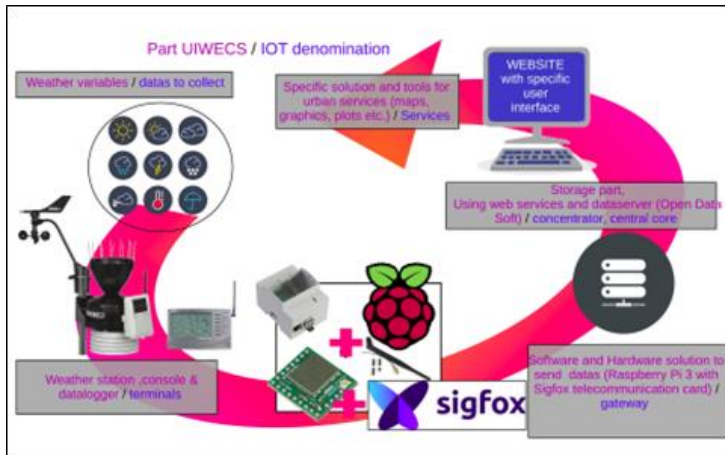 Part UIWECS / IOT denomination
Weather variables / datas to collect
Specific solution and tools for
urban services (maps,
graphics, plots etc.) / Services
WEBSITE
with specific
user
interface
Storage part,
Using web services and dataserver (Open Data
Soft) / concentrator, central core
Weather station ,console &
datalogger / terminals
sigfox
Software and Hardware solution to
send datas (Raspberry Pi 3 with
Sigfox telecommunication card) /
gateway